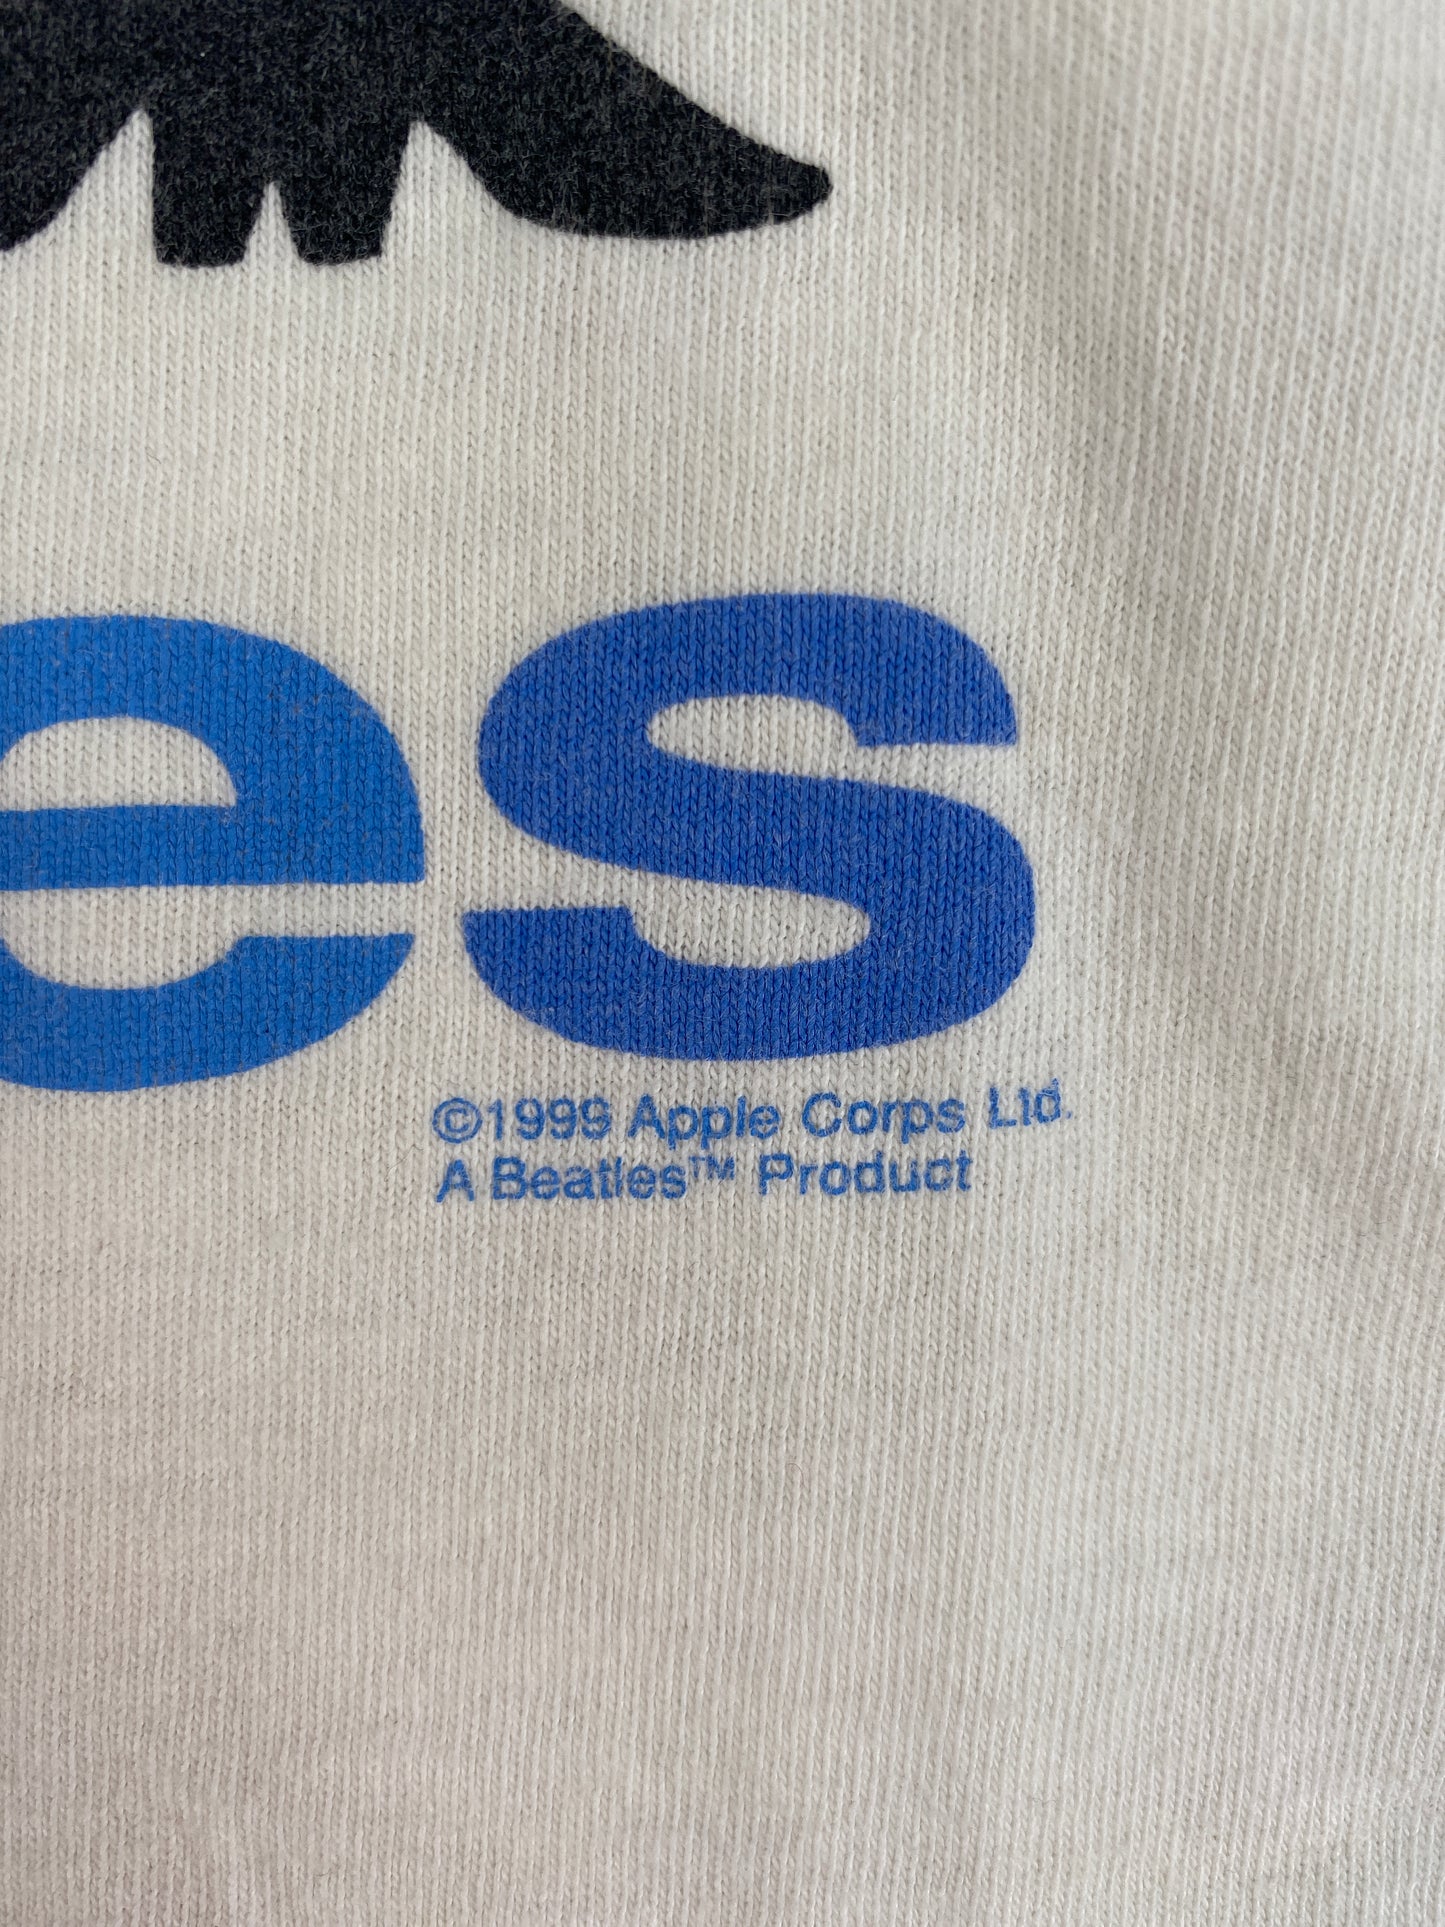 es
©1999 Apple Corps Ltd.
A Beatles™ Product